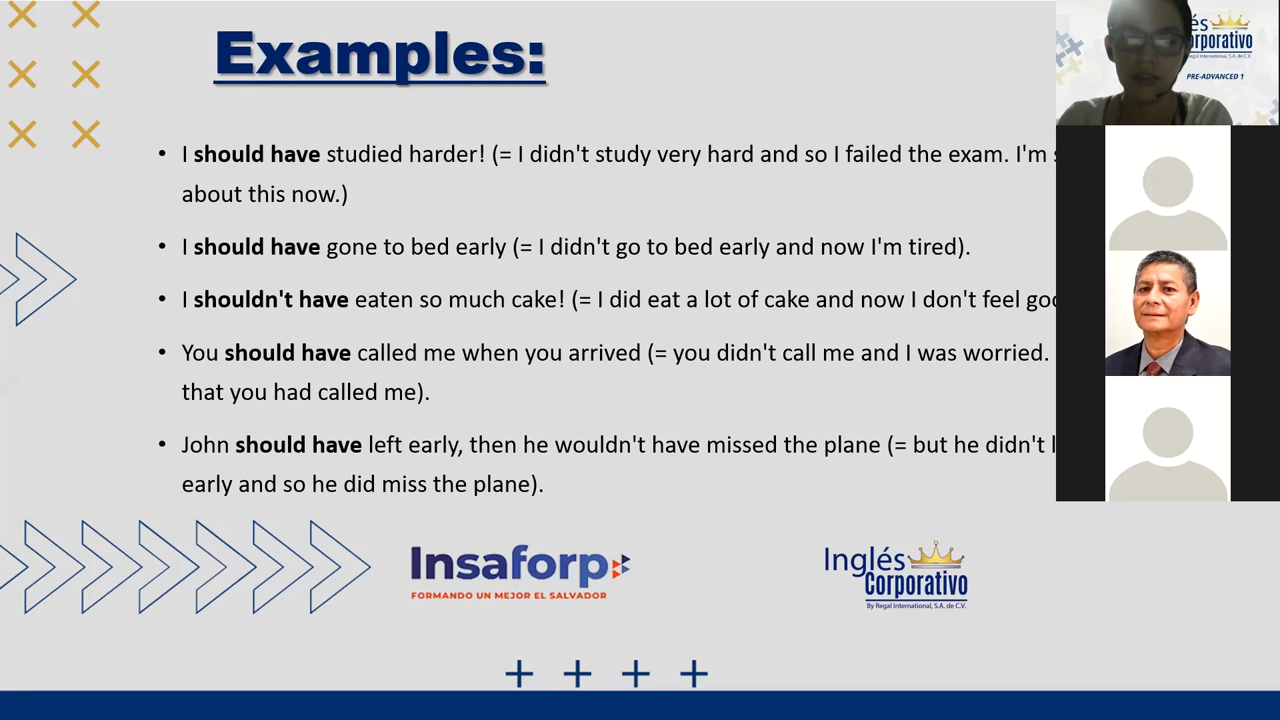 Examples:
• I should have studied harder! (= I didn't study very hard and so I failed the exam. I'm
about this now.)
• I should have gone to bed early (= I didn't go to bed early and now I'm tired).
• I shouldn't have eaten so much cake! (= I did eat a lot of cake and now I don't feel
• You should have called me when you arrived (= you didn't call me and I was worried.
that you had called me).
• John should have left early, then he wouldn't have missed the plane (= but he didn't
early and so he did miss the plane).
Insaforp
FORMANDO UN MEJOR EL SALVADOR
Inglés
Corporativo
By Regal International, S.A. de C.V.
PRE-ADVANCED 1